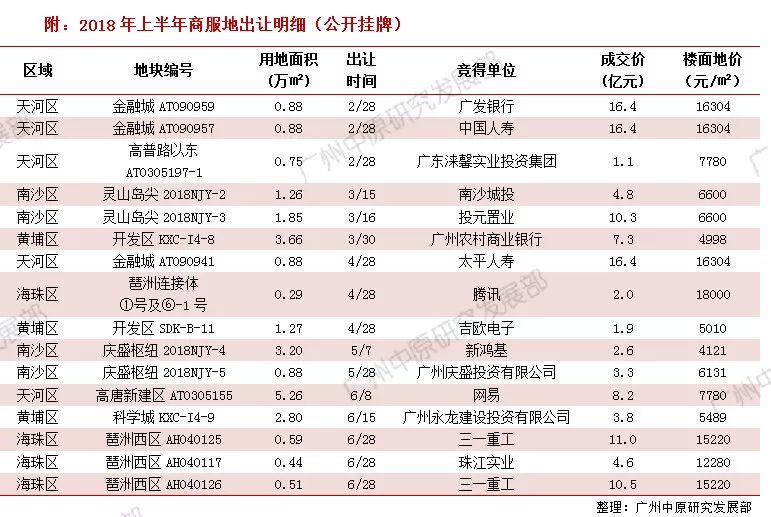 附：2018年上半年商服地出让明细（公开挂牌）
区域 地块编号 用地面积（万m²） 出让时间 竞得单位 成交价（亿元） 楼面地价（元/m²）
天河区 金融城 AT090959 0.88 2/28 广发银行 16.4 16304
天河区 金融城 AT090957 0.88 2/28 中国人寿 16.4 16304
天河区 高普路以东 AT0305197-1 0.75 2/28 广东涞馨实业投资集团 1.1 7780
南沙区 灵山岛尖 2018NJY-2 1.26 3/15 南沙城投 4.8 6600
南沙区 灵山岛尖 2018NJY-3 1.85 3/16 投元置业 10.3 6600
黄埔区 开发区 KXC-I4-8 3.66 3/30 广州农村商业银行 7.3 4998
天河区 金融城 AT090941 0.88 4/28 太平人寿 16.4 16304
海珠区 琶洲连接体①号及⑥-1 号 0.29 4/28 腾讯 2.0 18000
黄埔区 开发区 SDK-B-11 1.27 4/28 吉欧电子 1.9 5010
南沙区 庆盛枢纽 2018NJY-4 3.20 5/7 新鸿基 2.6 4121
南沙区 庆盛枢纽 2018NJY-5 0.88 5/28 广州庆盛投资有限公司 3.3 6131
天河区 高唐新建区 AT0305155 5.26 6/8 网易 8.2 7780
黄埔区 科学城 KXC-I4-9 2.80 6/15 广州永龙建设投资有限公司 3.8 5489
海珠区 琶洲西区 AH040125 0.59 6/28 三一重工 11.0 15220
海珠区 琶洲西区 AH040117 0.44 6/28 珠江实业 4.6 12280
海珠区 琶洲西区 AH040126 0.51 6/28 三一重工 10.5 15220
整理：广州中原研究发展部
广州中原研究发展部